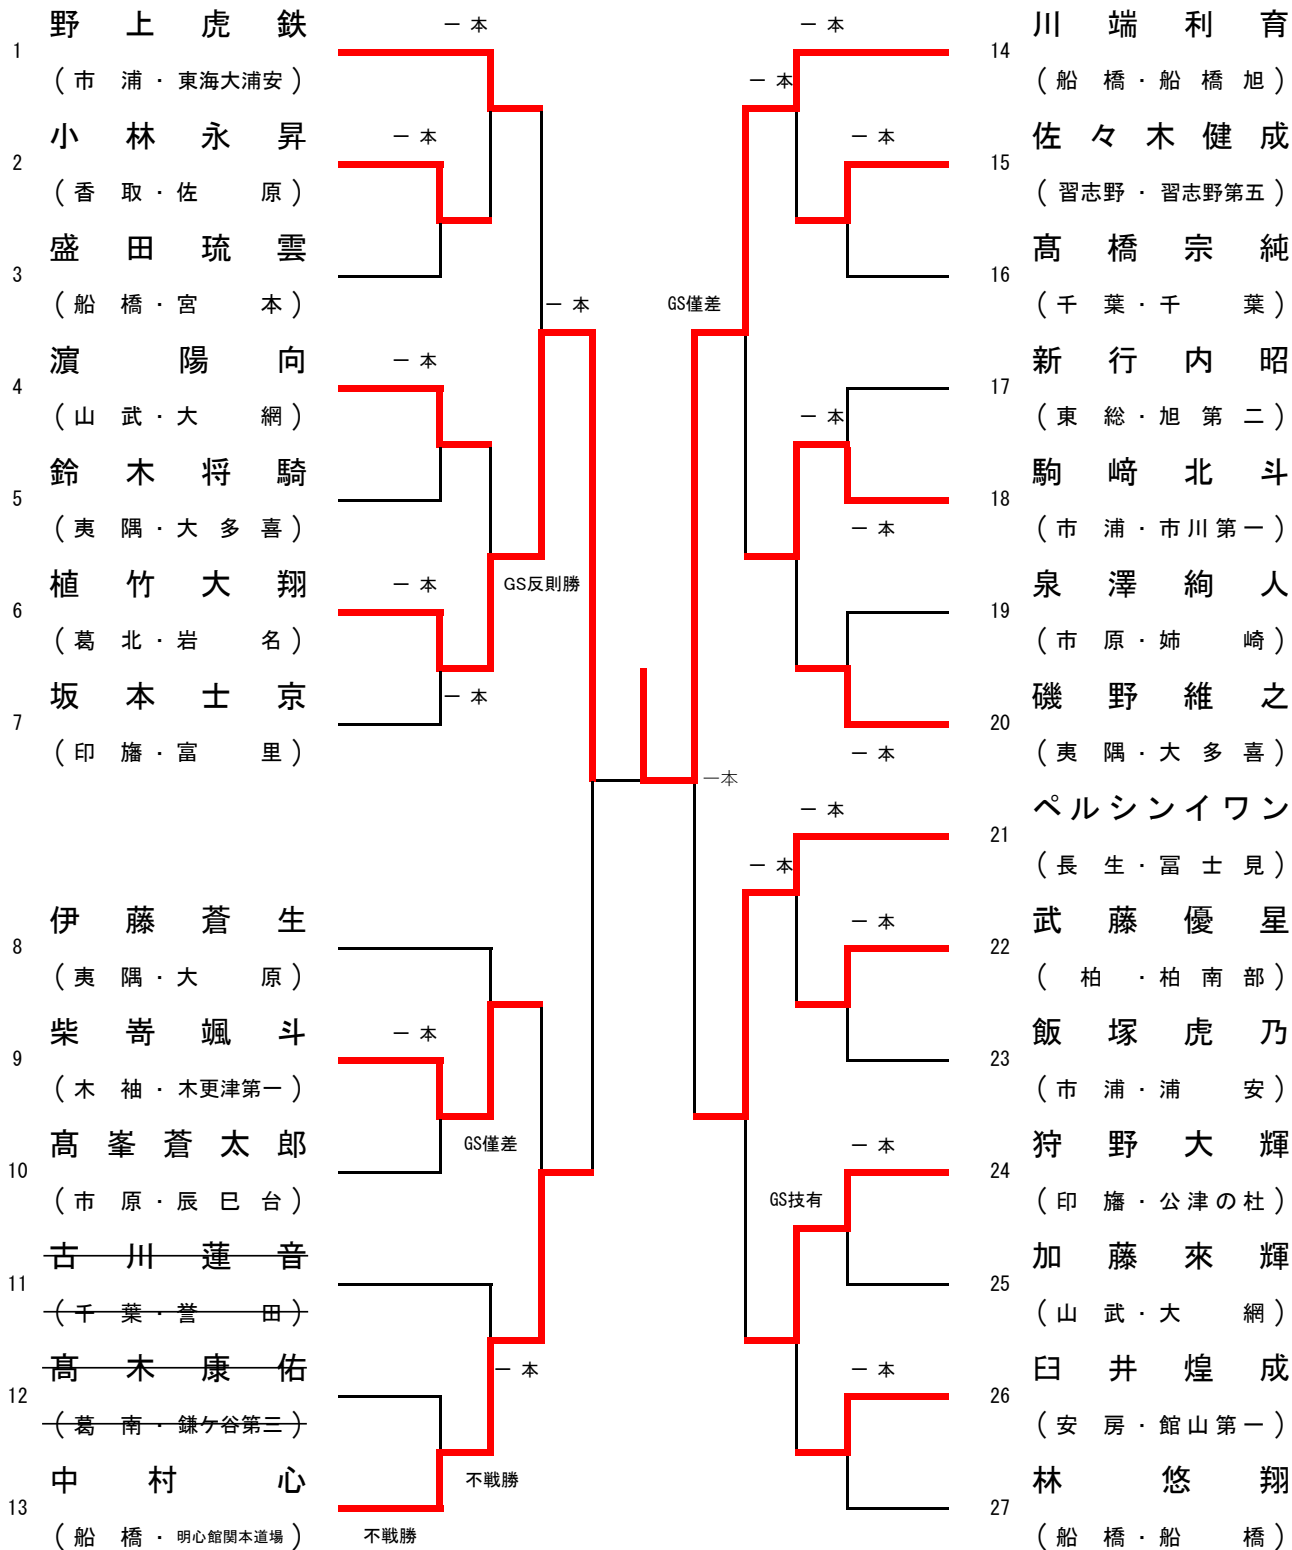 野上虎鉄
1
(市浦・東海大浦安)
小林永昇
2
(香取・佐原)
盛田琉雲
3
(船橋・宮本)
濵陽向
4
(山武・大網)
鈴木将騎
5
(夷隅・大多喜)
植竹大翔
6
(葛北・岩名)
坂本士京
7
(印旛・富里)
伊藤蒼生
8
(夷隅・大原)
柴嵜颯斗
9
(木袖・木更津第一)
髙峯蒼太郎
10
(市原・辰巳台)
古川蓮音
11
(千葉・誉田)
髙木康佑
12
(葛南・鎌ケ谷第三)
中村心
13
(船橋・明心館関本道場)
一本
一本
一本
一本
一本
GS反則勝
一本
一本
GS僅差
一本
不戦勝
不戦勝
一本
GS僅差
一本
一本
一本
一本
一本
一本
一本
一本
一本
一本
GS技有
一本
川端利育
14
(船橋・船橋旭)
佐々木健成
15
(習志野・習志野第五)
髙橋宗純
16
(千葉・千葉)
新行内昭
17
(東総・旭第二)
駒﨑北斗
18
(市浦・市川第一)
泉澤絢人
19
(市原・姉崎)
磯野維之
20
(夷隅・大多喜)
ペルシンイワン
21
(長生・冨士見)
武藤優星
22
(柏・柏南部)
飯塚虎乃
23
(市浦・浦安)
狩野大輝
24
(印旛・公津の杜)
加藤來輝
25
(山武・大網)
臼井煌成
26
(安房・館山第一)
林悠翔
27
(船橋・船橋)